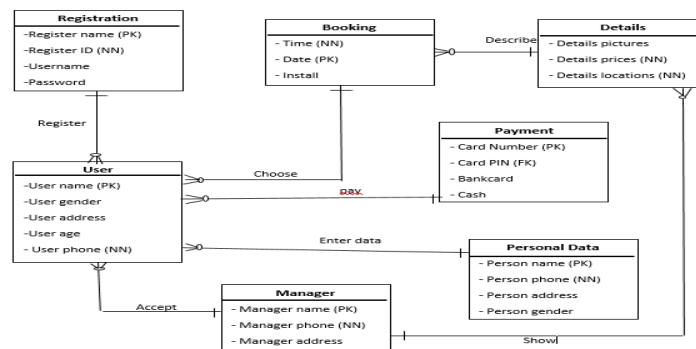 Registration
-Register name (PK)
-Register ID (NN)
-Username
-Password
Booking
- Time (NN)
- Date (PK)
- Install
Describe
Details
- Details pictures
- Details prices (NN)
- Details locations (NN)
Register
Payment
- Card Number (PK)
- Card PIN (FK)
- Bankcard
- Cash
User
-User name (PK)
-User gender
-User address
-User age
- User phone (NN)
Choose
pay
Enter data
Personal Data
- Person name (PK)
- Person phone (NN)
- Person address
- Person gender
Accept
Manager
- Manager name (PK)
- Manager phone (NN)
- Manager address
Show